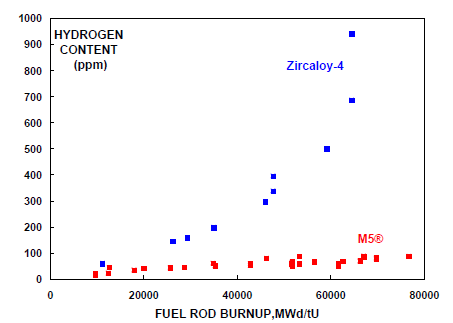 1000
HYDROGEN
CONTENT
(ppm)
900
Zircaloy-4
800
700
600
500
400
300
200
M5®
100
0
0 20000 40000 60000 80000
FUEL ROD BURNUP,MWd/tU